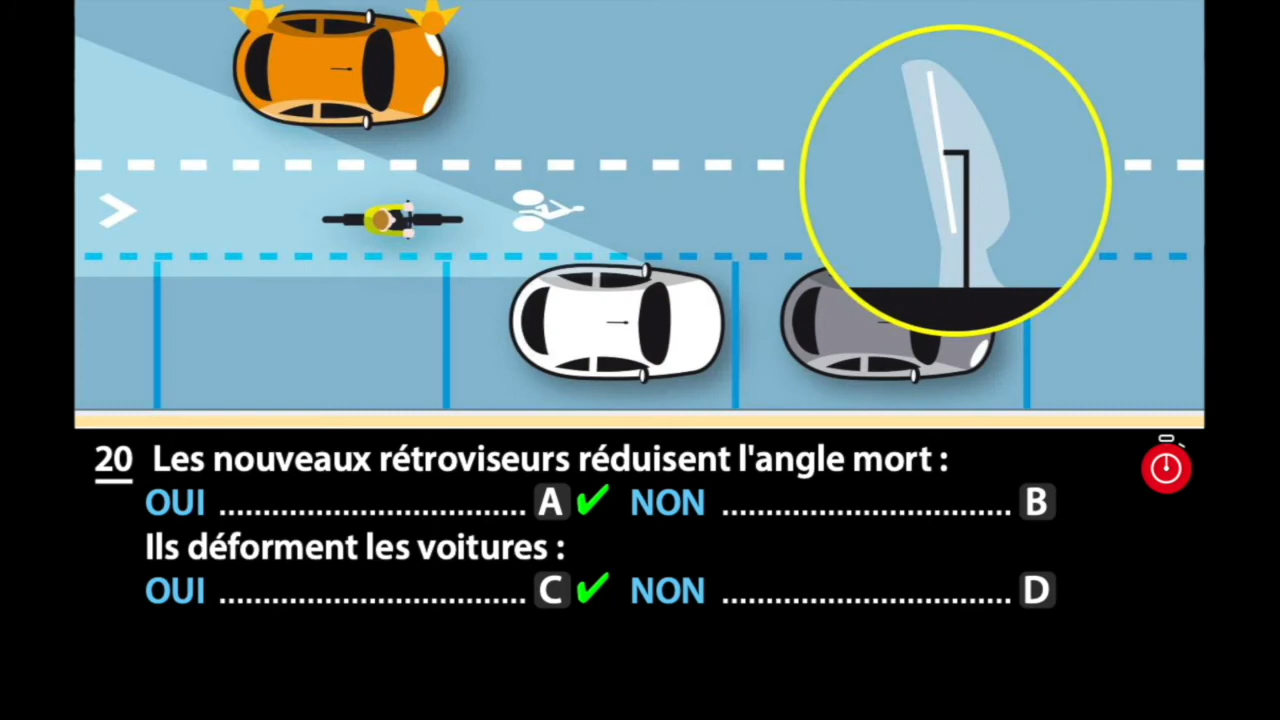 20 Les nouveaux rétroviseurs réduisent l'angle mort :
OUI ................................... A ✔ NON ................................. B
Ils déforment les voitures :
OUI ................................... C ✔ NON ................................. D